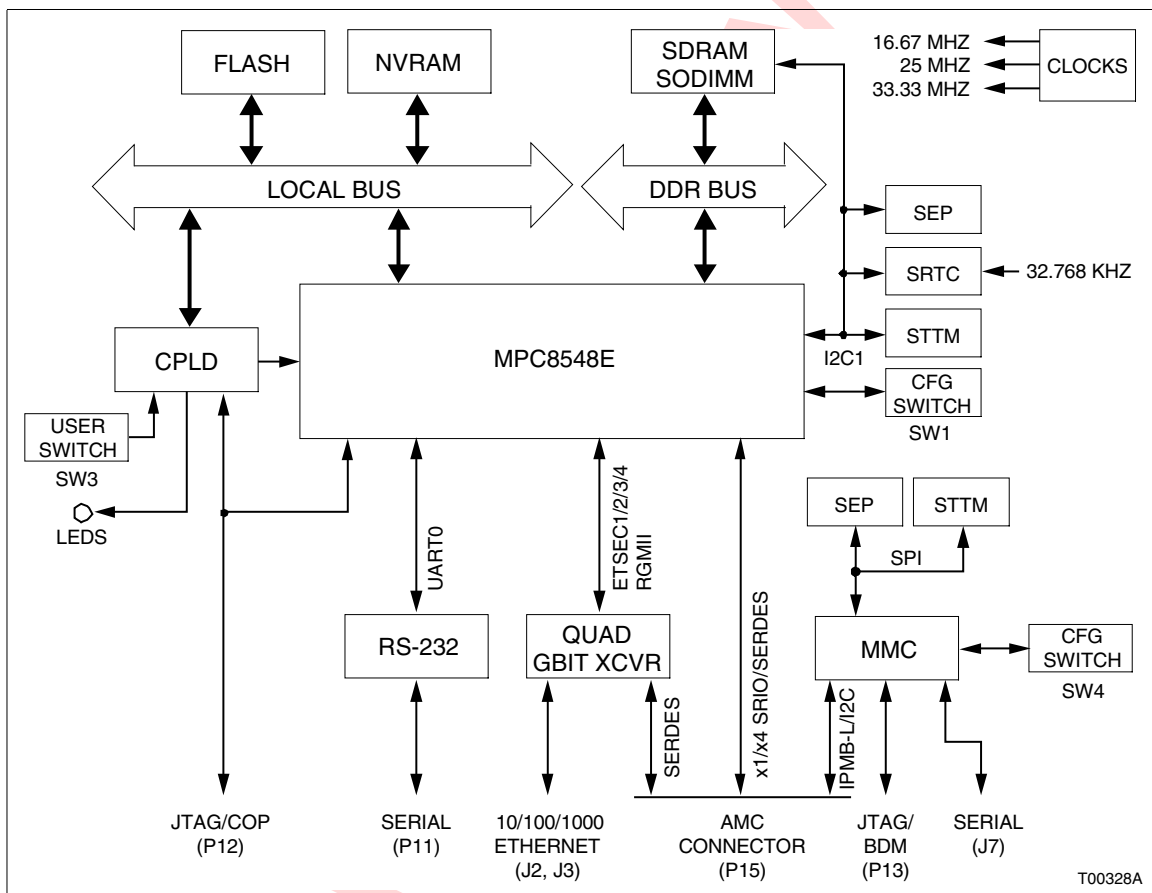 FLASH
NVRAM
SDRAM
SODIMM
16.67 MHZ
25 MHZ
33.33 MHZ
CLOCKS
LOCAL BUS
DDR BUS
SEP
SRTC
32.768 KHZ
STTM
I2C1
CPLD
MPC8548E
CFG
SWITCH
SW1
USER
SWITCH
SW3
LEDS
UART0
ETSEC1/2/3/4
RGMII
SEP
STTM
SPI
RS-232
QUAD
GBIT XCVR
MMC
CFG
SWITCH
SW4
SERDES
x1/x4 SRIO/SERDES
IPMB-L/I2C
JTAG/COP
(P12)
SERIAL
(P11)
10/100/1000
ETHERNET
(J2, J3)
AMC
CONNECTOR
(P15)
JTAG/
BDM
(P13)
SERIAL
(J7)
T00328A